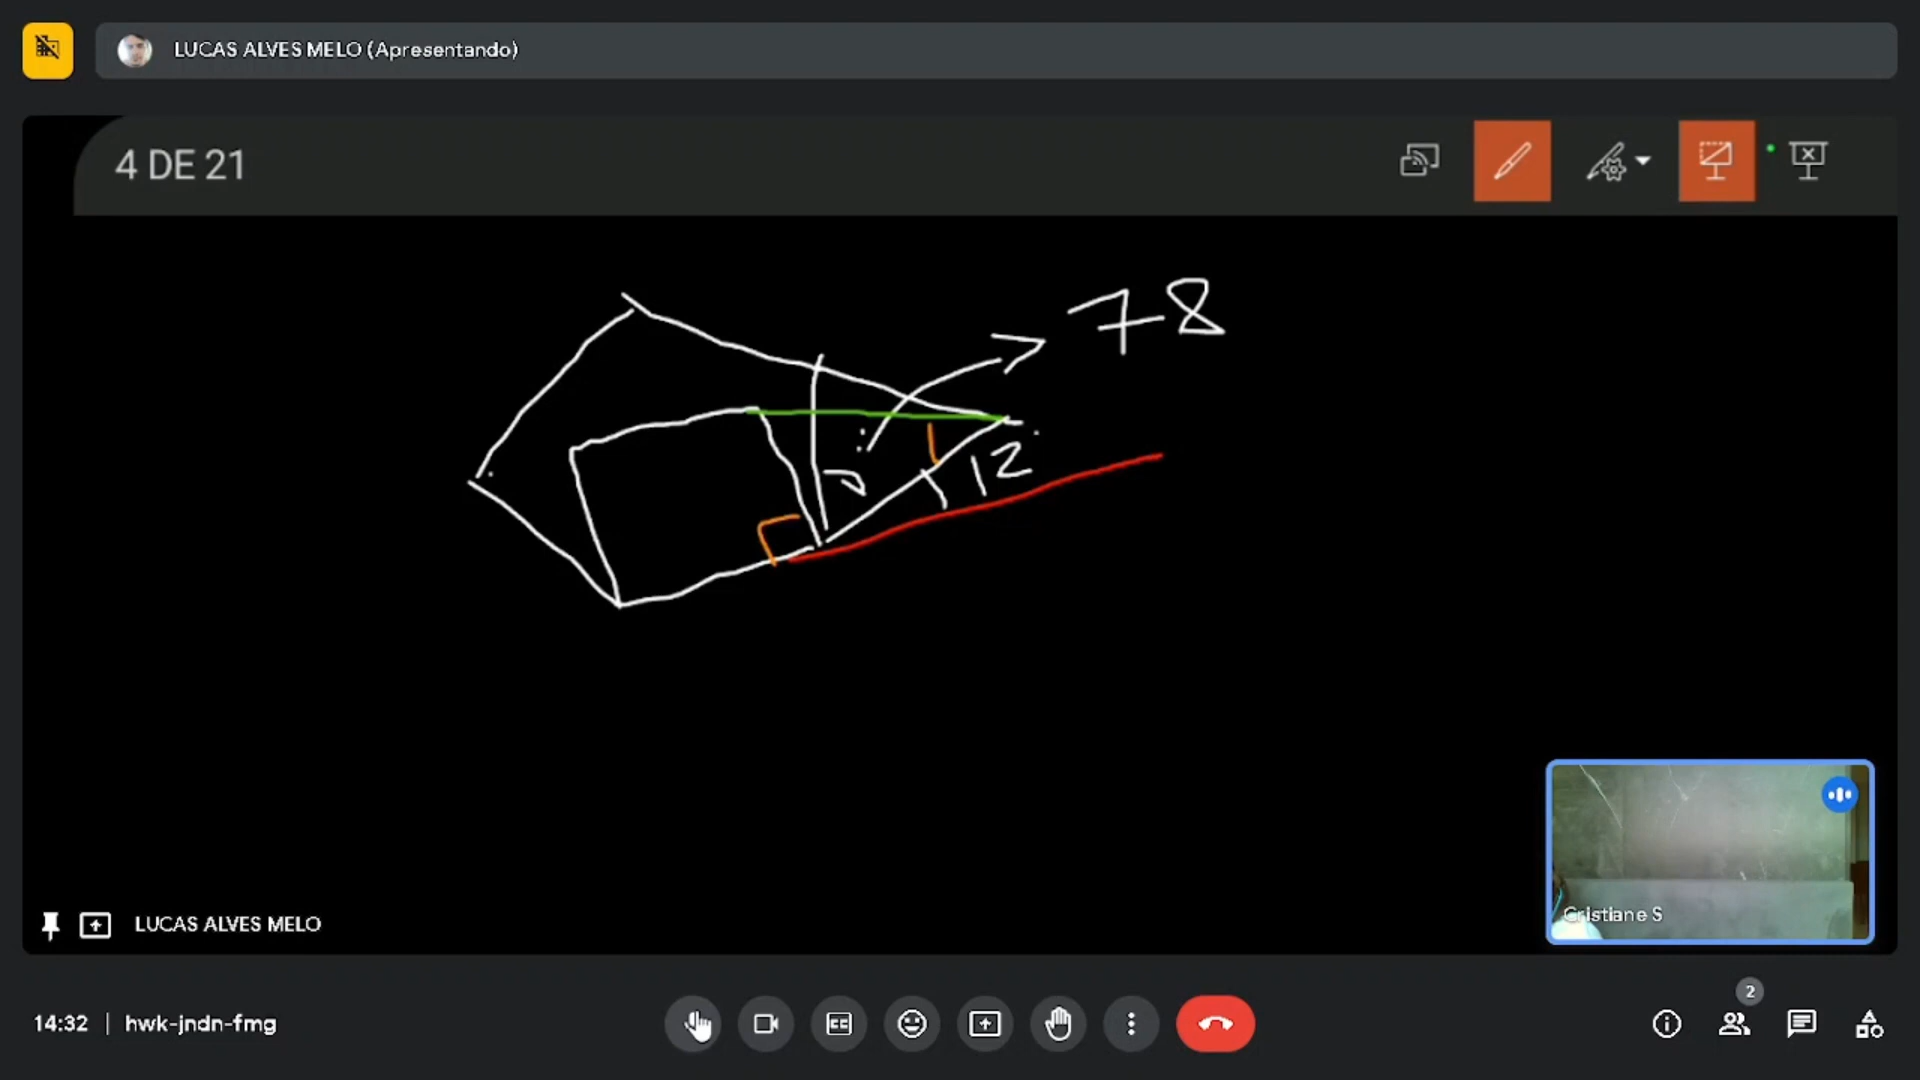 LUCAS ALVES MELO (Apresentando)
4 DE 21
78
12
LUCAS ALVES MELO
Cristiane S
14:32 | hwk-jndn-fmg
2